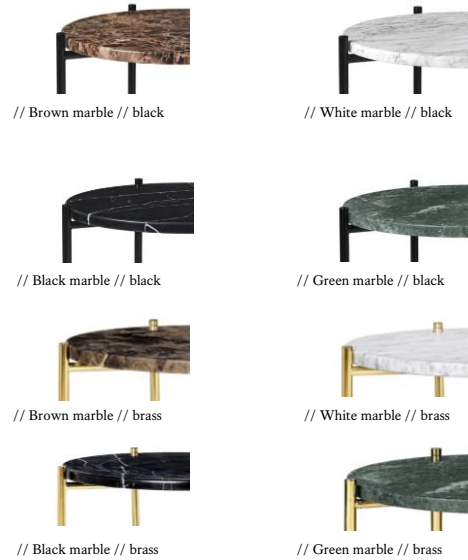 // Brown marble // black
// White marble // black
// Black marble // black
// Green marble // black
// Brown marble // brass
// White marble // brass
// Black marble // brass
// Green marble // brass